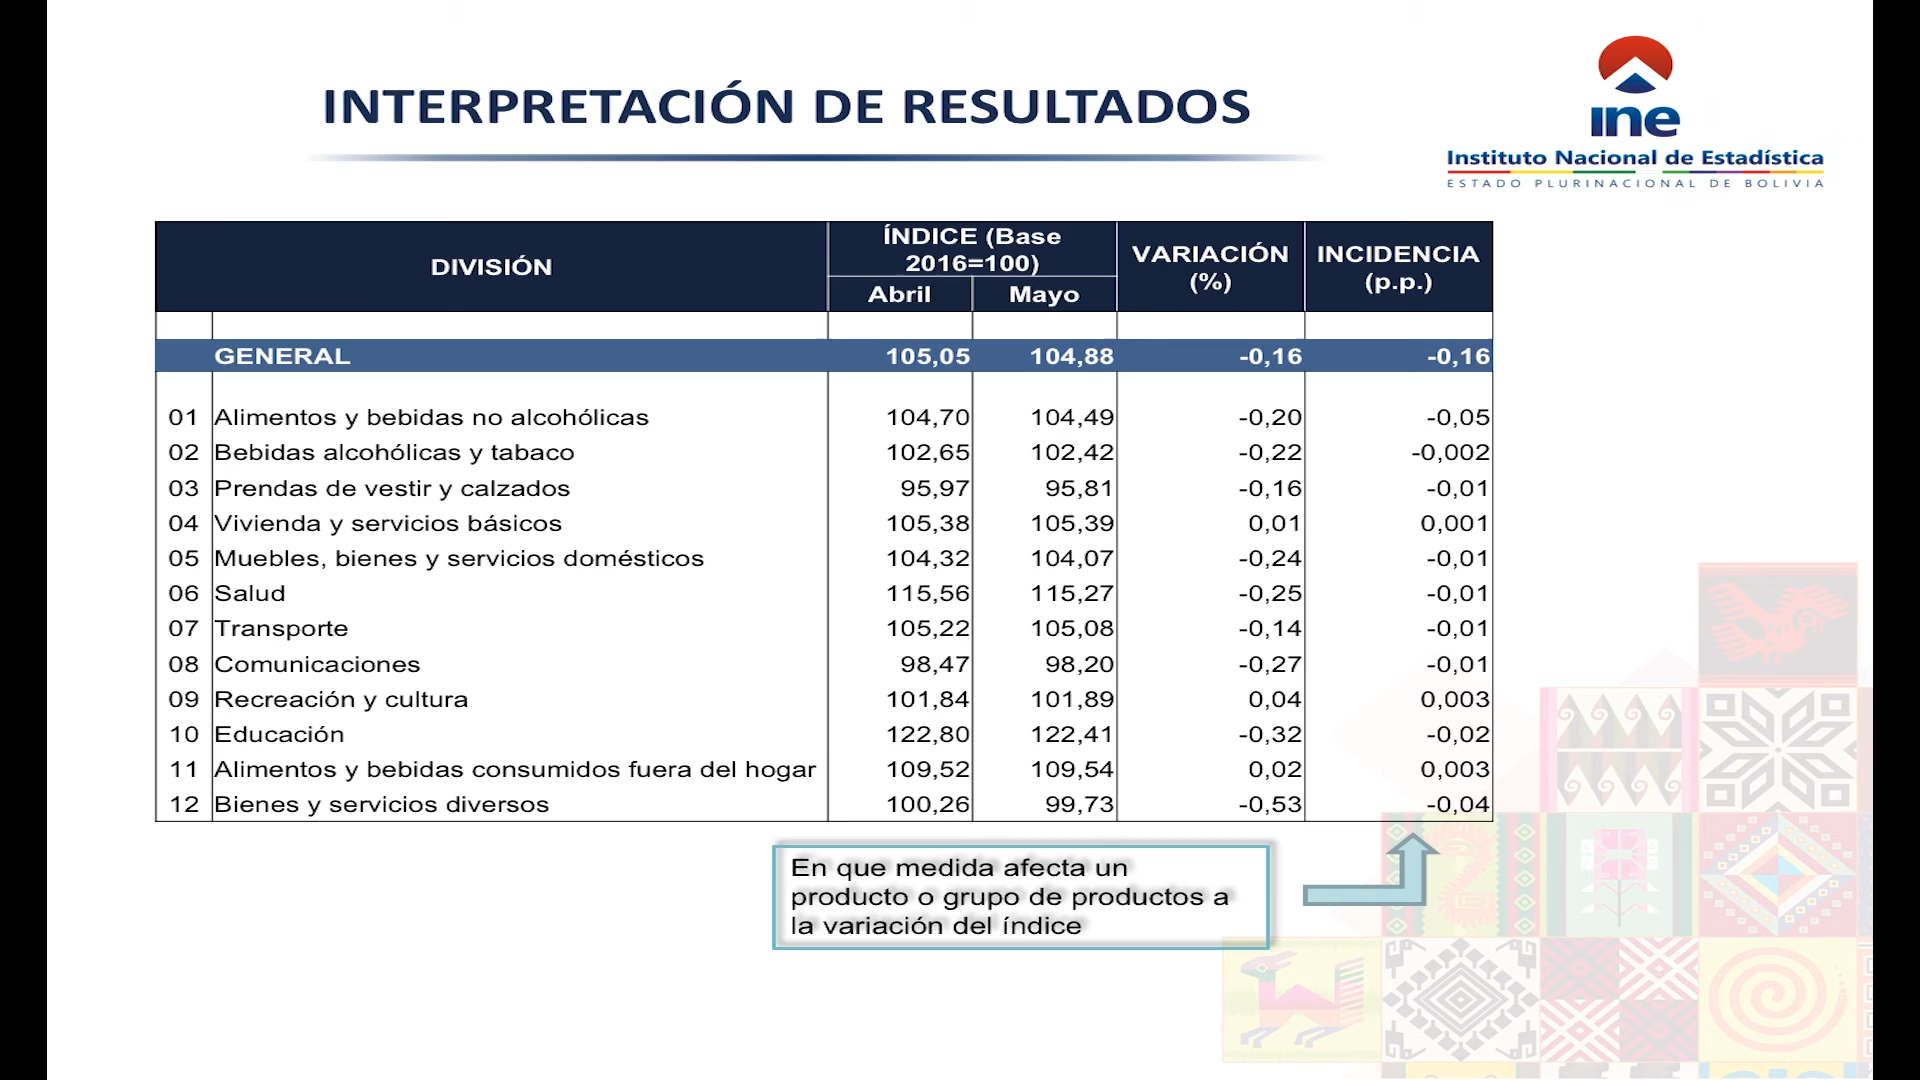 INTERPRETACIÓN DE RESULTADOS
ine
Instituto Nacional de Estadística
ESTADO PLURINACIONAL DE BOLIVIA
DIVISIÓN
ÍNDICE (Base 2016=100)
VARIACIÓN (%)
INCIDENCIA (p.p.)
Abril Mayo
GENERAL 105,05 104,88 -0,16 -0,16
01 Alimentos y bebidas no alcohólicas 104,70 104,49 -0,20 -0,05
02 Bebidas alcohólicas y tabaco 102,65 102,42 -0,22 -0,002
03 Prendas de vestir y calzados 95,97 95,81 -0,16 -0,01
04 Vivienda y servicios básicos 105,38 105,39 0,01 0,001
05 Muebles, bienes y servicios domésticos 104,32 104,07 -0,24 -0,01
06 Salud 115,56 115,27 -0,25 -0,01
07 Transporte 105,22 105,08 -0,14 -0,01
08 Comunicaciones 98,47 98,20 -0,27 -0,01
09 Recreación y cultura 101,84 101,89 0,04 0,003
10 Educación 122,80 122,41 -0,32 -0,02
11 Alimentos y bebidas consumidos fuera del hogar 109,52 109,54 0,02 0,003
12 Bienes y servicios diversos 100,26 99,73 -0,53 -0,04
En que medida afecta un
producto o grupo de productos a
la variación del índice